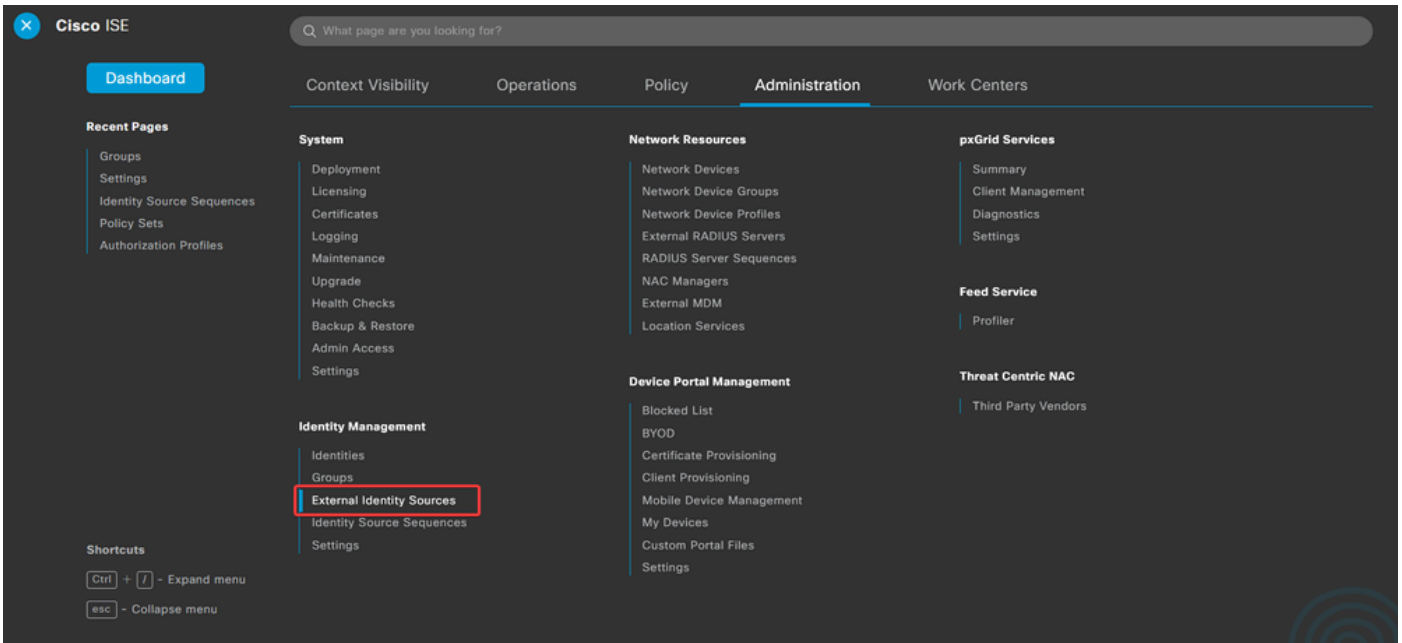 Cisco ISE
What page are you looking for?
Dashboard
Context Visibility
Operations
Policy
Administration
Work Centers
Recent Pages
Groups
Settings
Identity Source Sequences
Policy Sets
Authorization Profiles
System
Deployment
Licensing
Certificates
Logging
Maintenance
Upgrade
Health Checks
Backup & Restore
Admin Access
Settings
Identity Management
Identities
Groups
External Identity Sources
Identity Source Sequences
Settings
Network Resources
Network Devices
Network Device Groups
Network Device Profiles
External RADIUS Servers
RADIUS Server Sequences
NAC Managers
External MDM
Location Services
Device Portal Management
Blocked List
BYOD
Certificate Provisioning
Client Provisioning
Mobile Device Management
My Devices
Custom Portal Files
Settings
pxGrid Services
Summary
Client Management
Diagnostics
Settings
Feed Service
Profiler
Threat Centric NAC
Third Party Vendors
Shortcuts
Ctrl + / - Expand menu
esc - Collapse menu